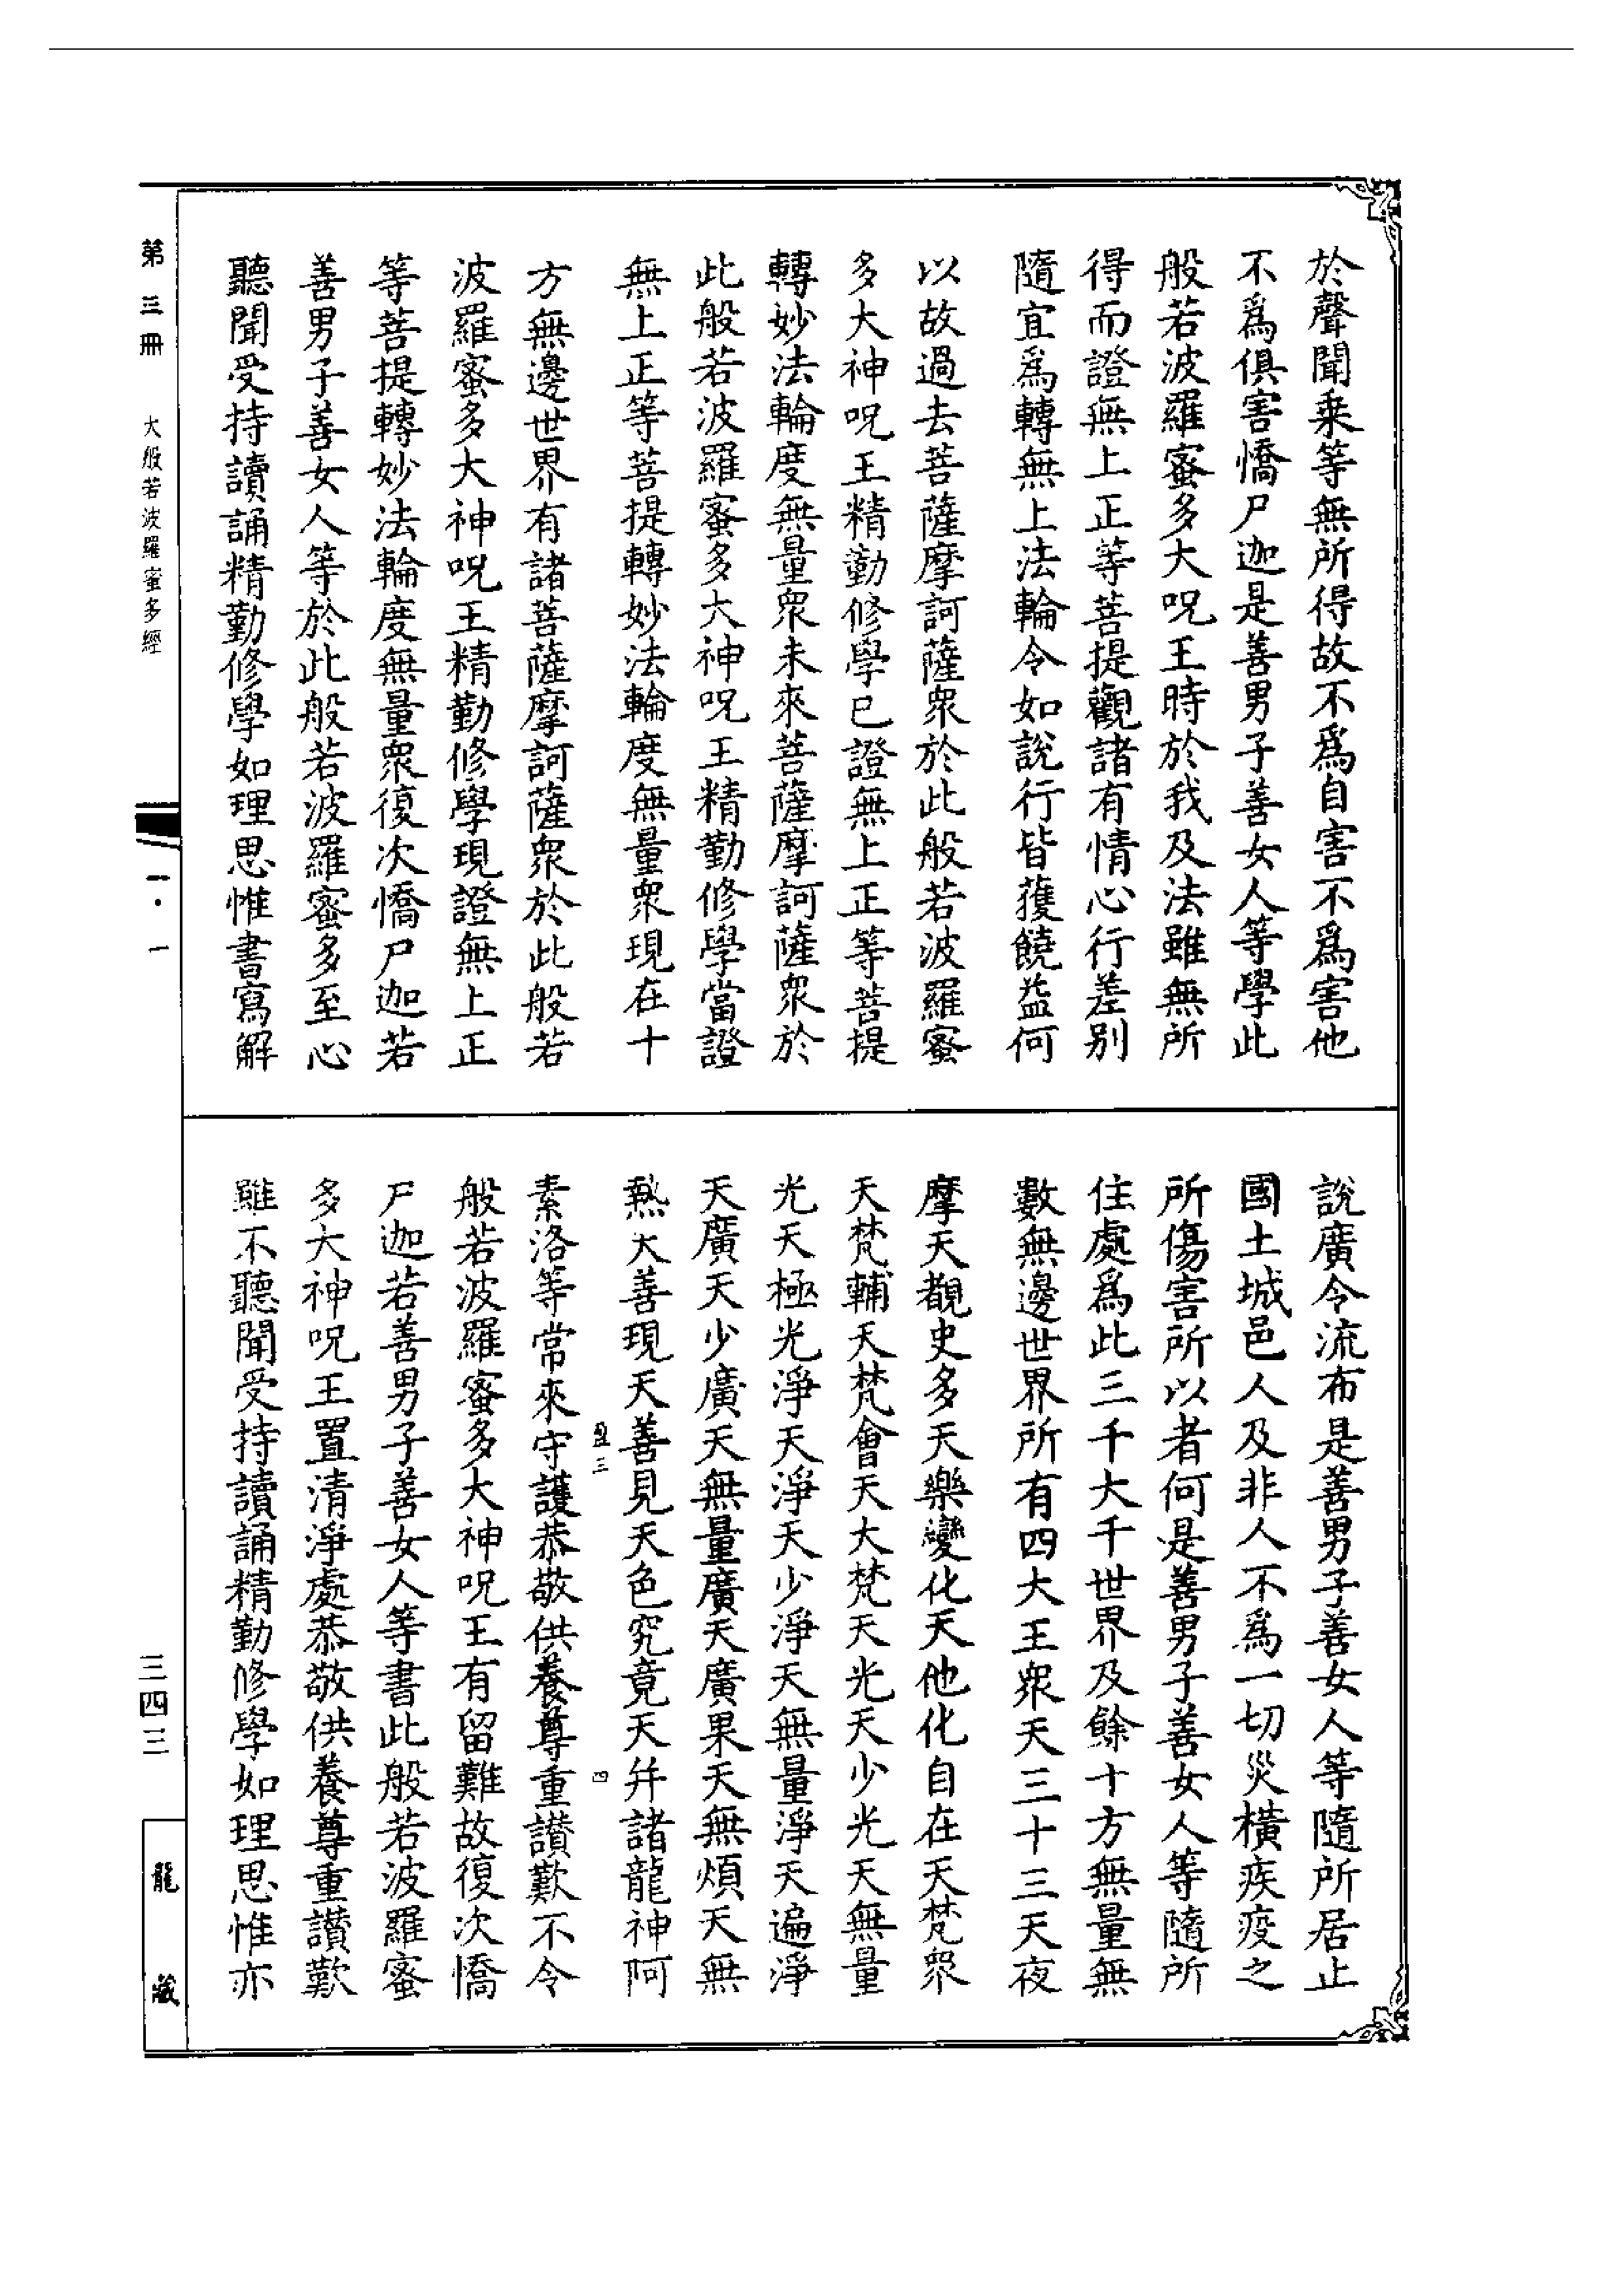 於聲聞乗等無所得故不爲自害不爲害他
不爲俱害憍尸迦是善男子善女人等學此
般若波羅蜜多大呪王時於我及法雖無所
得而證無上正等菩提觀諸有情心行差别
隨宜爲轉無上法輪令如說行皆獲饒益何
以故過去菩薩摩訶薩衆於此般若波羅蜜
多大神呪王精勤修學已證無上正等菩提
轉妙法輪度無量衆未來菩薩摩訶薩衆於
此般若波羅蜜多大神呪王精勤修學當證
無上正等菩提轉妙法輪度無量衆現在十
方無邊世界有諸菩薩摩訶薩衆於此般若
波羅蜜多大神呪王精勤修學現證無上正
等菩提轉妙法輪度無量衆復次憍尸迦若
善男子善女人等於此般若波羅蜜多至心
聽聞受持讀誦精勤修學如理思惟書寫解
說廣令流布是善男子善女人等隨所居止
國土城邑人及非人不爲一切災橫疾疫之
所傷害所以者何是善男子善女人等隨所
住處爲此三千大千世界及餘十方無量無
數無邊世界所有四大王衆天三十三天夜
摩天覩史多天樂變化天他化自在天梵衆
天梵輔天梵會天大梵天光天少光天無量
光天極光淨天淨天少淨天無量淨天遍淨
天廣天少廣天無量廣天廣果天無煩天無
熱天善現天善見天色究竟天幷諸龍神阿
盈三 四
素洛等常來守護恭敬供養尊重讃歎不令
般若波羅蜜多大神呪王有留難故復次憍
尸迦若善男子善女人等書此般若波羅蜜
多大神呪王置清淨處恭敬供養尊重讃歎
雖不聽聞受持讀誦精勤修學如理思惟亦
第三冊 大般若波羅蜜多經
一·一
三四三
龍藏